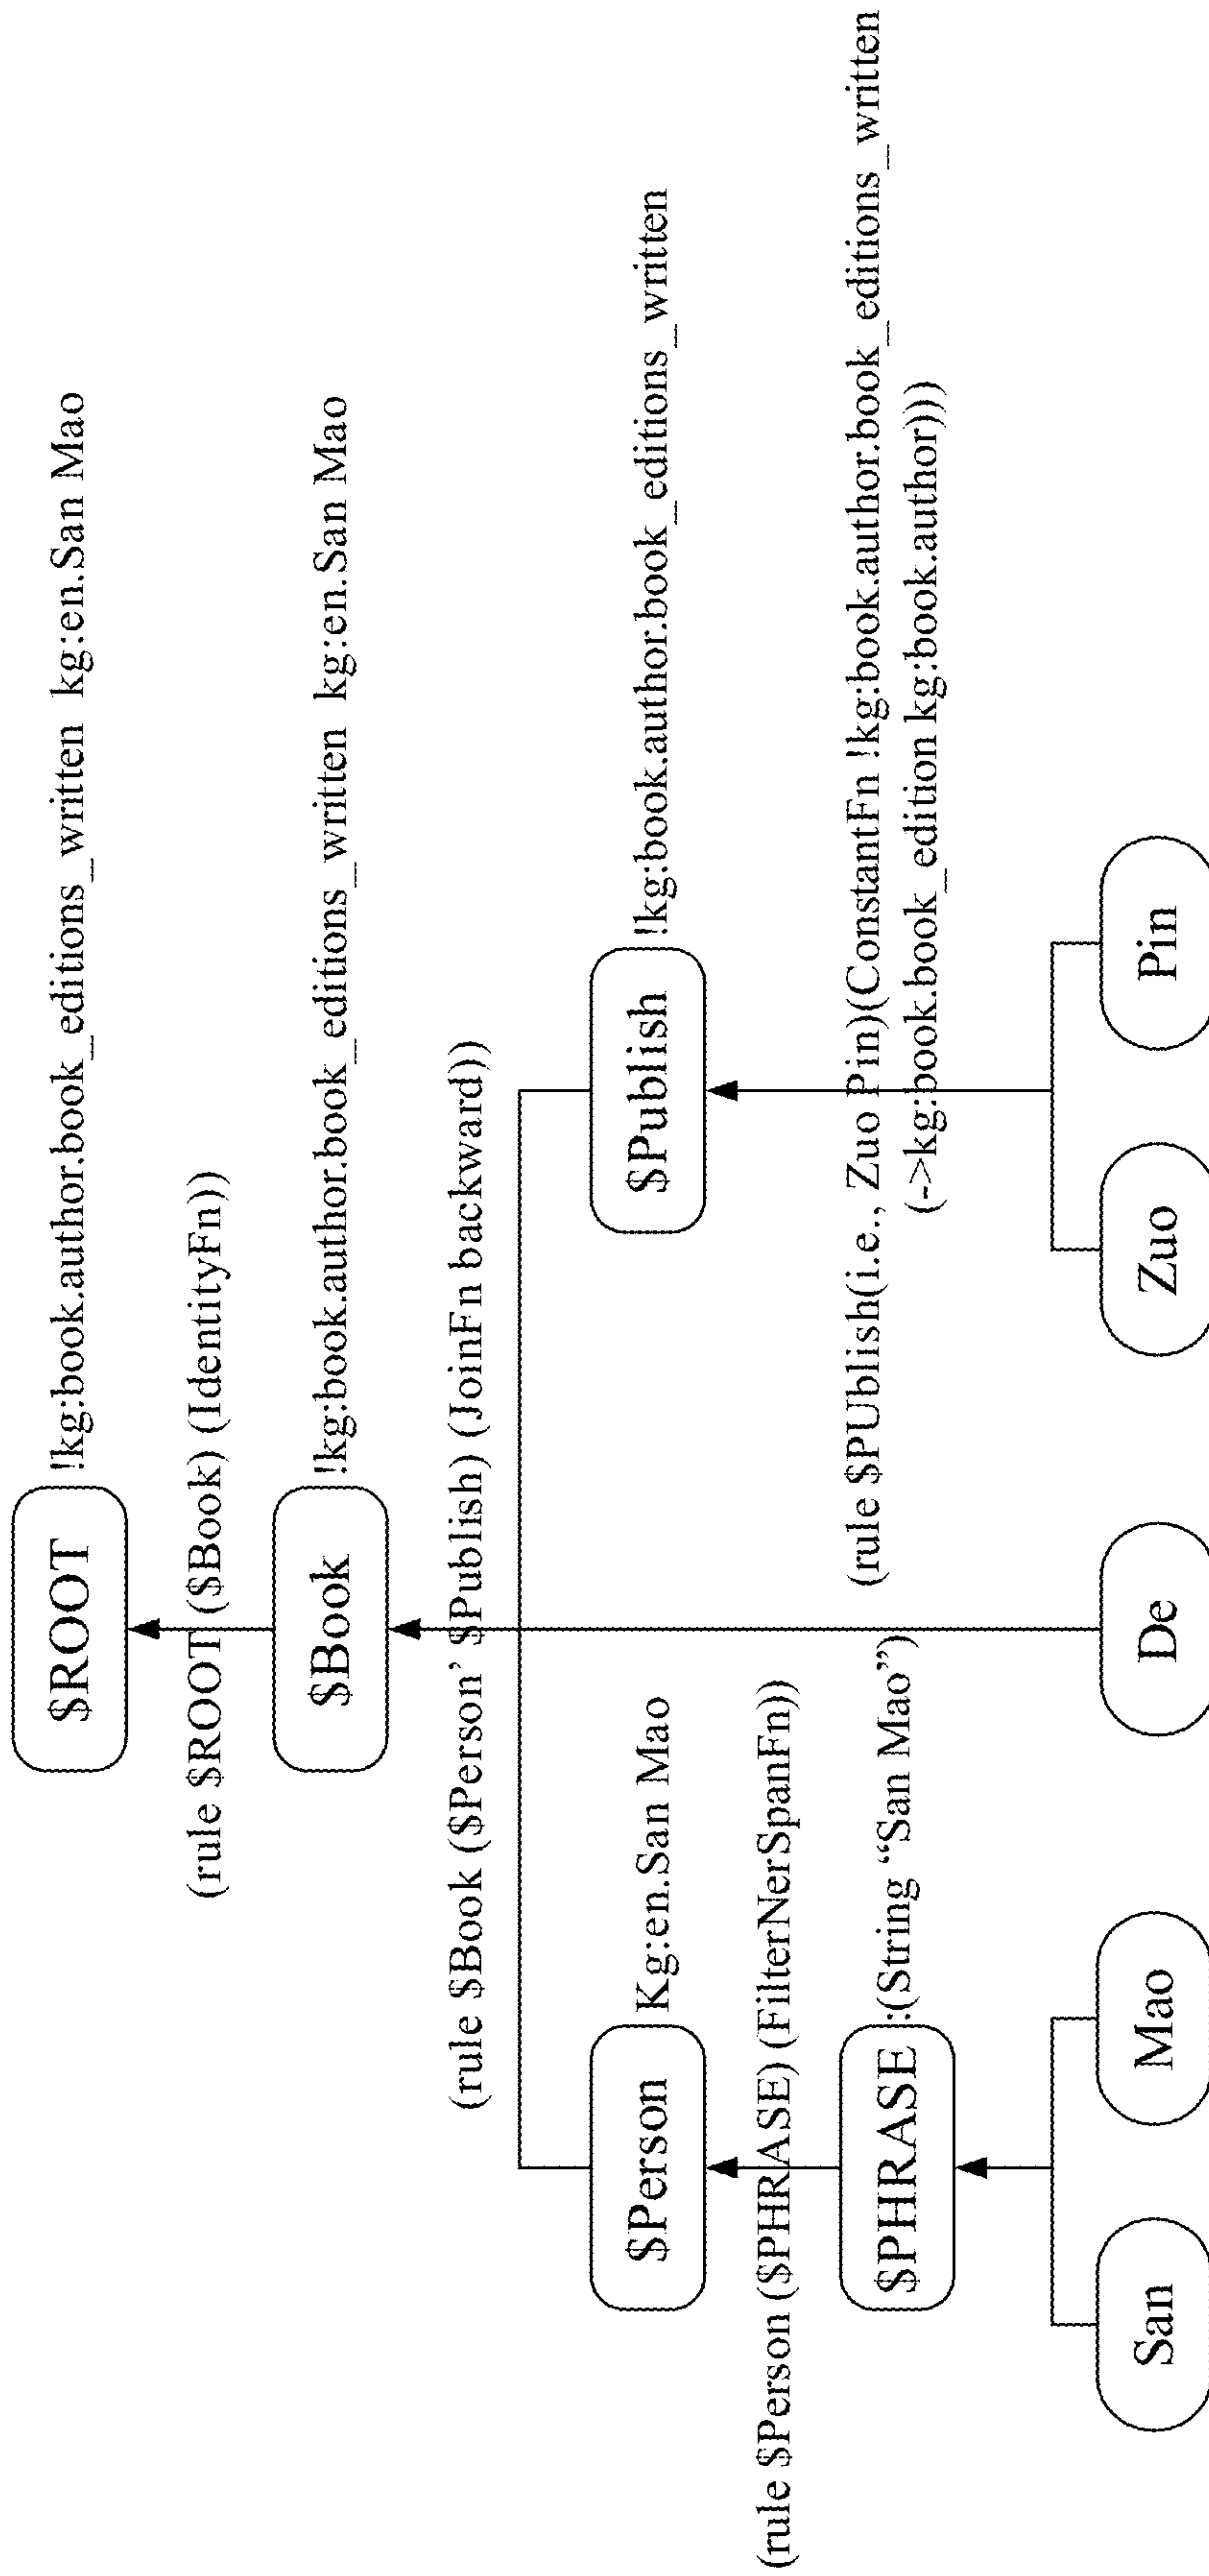 $ROOT !kg:book.author.book_editions_written kg:en.San Mao
(rule $ROOT ($Book) (IdentityFn))
$Book !kg:book.author.book_editions_written kg:en.San Mao
(rule $Book ($Person’ $Publish) (JoinFn backward))
$Person Kg:en.San Mao
$Publish !kg:book.author.book_editions_written
(rule $Person ($PHRASE) (FilterNerSpanFn))
$PHRASE :(String “San Mao”)
(rule $PUblish(i.e., Zuo Pin)(ConstantFn !kg:book.author.book_editions_written
(->kg:book.book_edition kg:book.author)))
San
Mao
De
Zuo
Pin